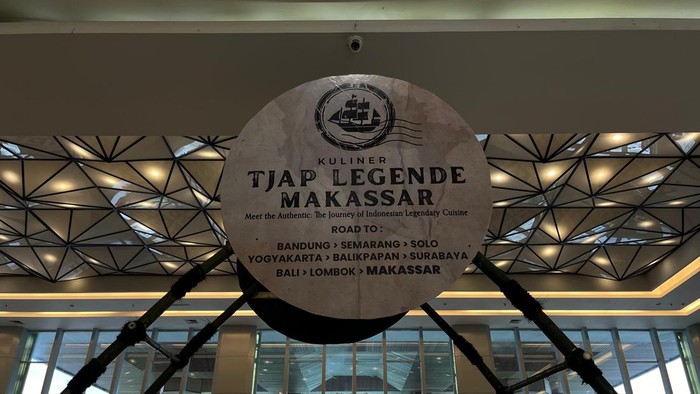 KULINER
TJAP LEGENDE
MAKASSAR
Meet the Authentic: The Journey of Indonesian Legendary Cuisine
ROAD TO :
BANDUNG > SEMARANG > SOLO
YOGYAKARTA > BALIKPAPAN > SURABAYA
BALI > LOMBOK > MAKASSAR